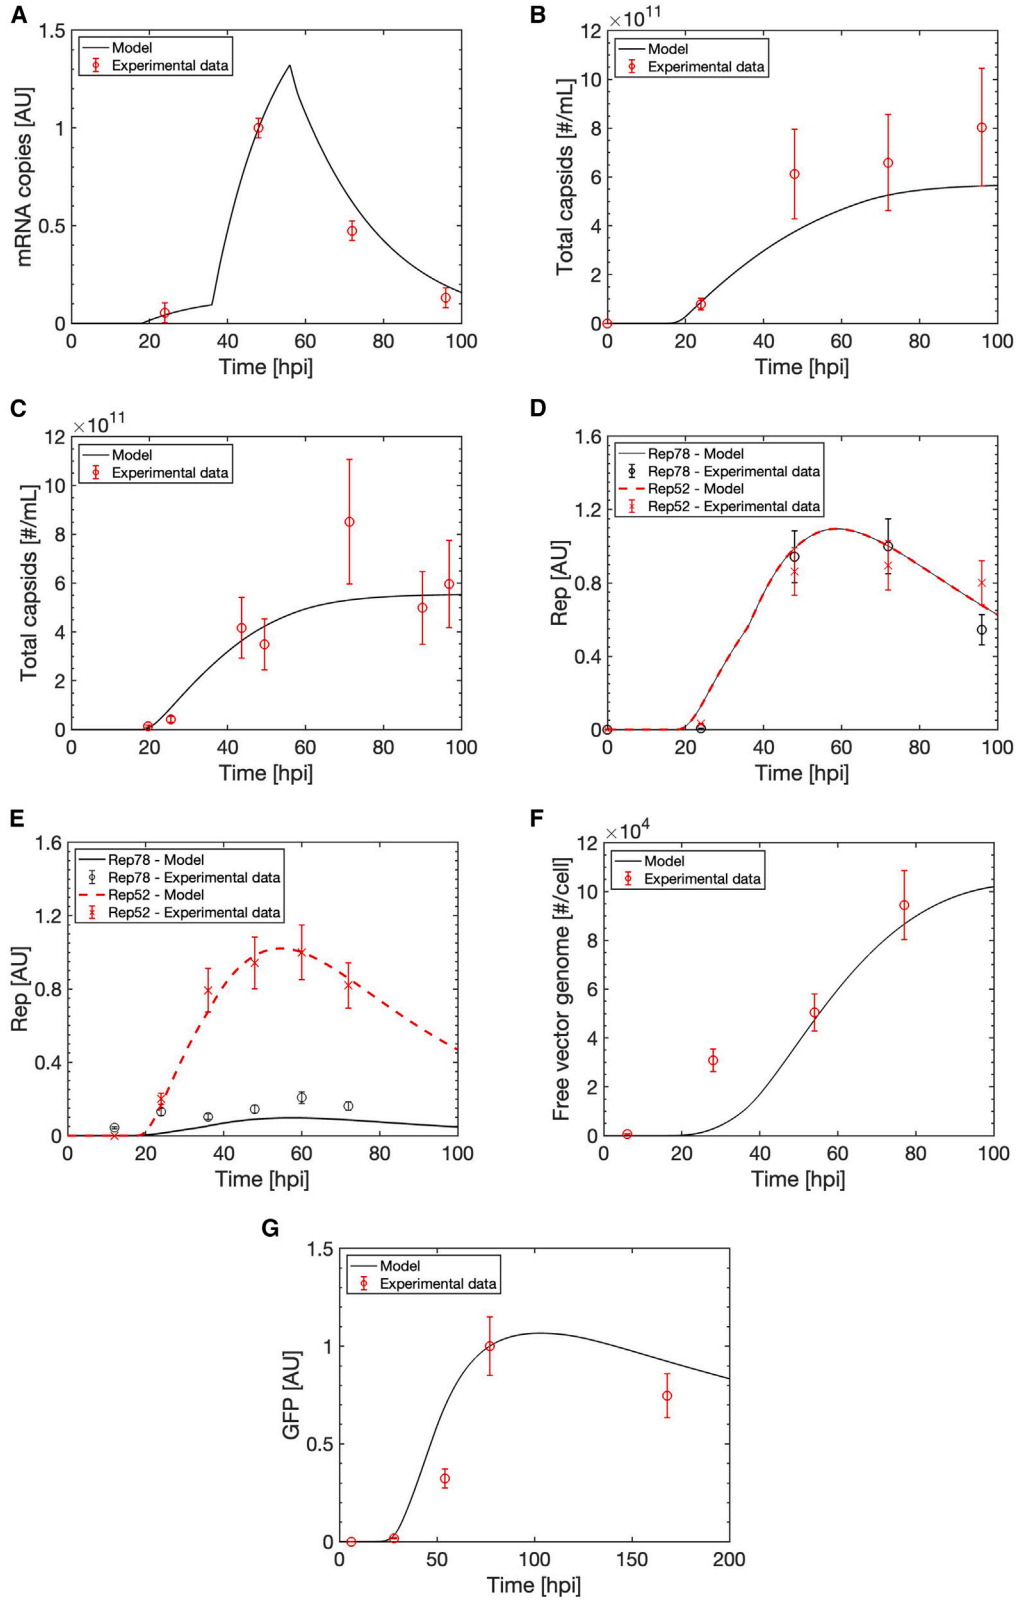 A
mRNA copies [AU]
1.5
1
0.5
0
Model
Experimental data
0 20 40 60 80 100
Time [hpi]
B
×10^11
Total capsids [#/mL]
12
10
8
6
4
2
0
Model
Experimental data
0 20 40 60 80 100
Time [hpi]
C
×10^11
Total capsids [#/mL]
12
10
8
6
4
2
0
Model
Experimental data
0 20 40 60 80 100
Time [hpi]
D
Rep [AU]
1.6
1.2
0.8
0.4
0
Rep78 - Model
Rep78 - Experimental data
Rep52 - Model
Rep52 - Experimental data
0 20 40 60 80 100
Time [hpi]
E
Rep [AU]
1.6
1.2
0.8
0.4
0
Rep78 - Model
Rep78 - Experimental data
Rep52 - Model
Rep52 - Experimental data
0 20 40 60 80 100
Time [hpi]
F
×10^4
Free vector genome [#/cell]
12
10
8
6
4
2
0
Model
Experimental data
0 20 40 60 80 100
Time [hpi]
G
GFP [AU]
1.5
1
0.5
0
Model
Experimental data
0 50 100 150 200
Time [hpi]